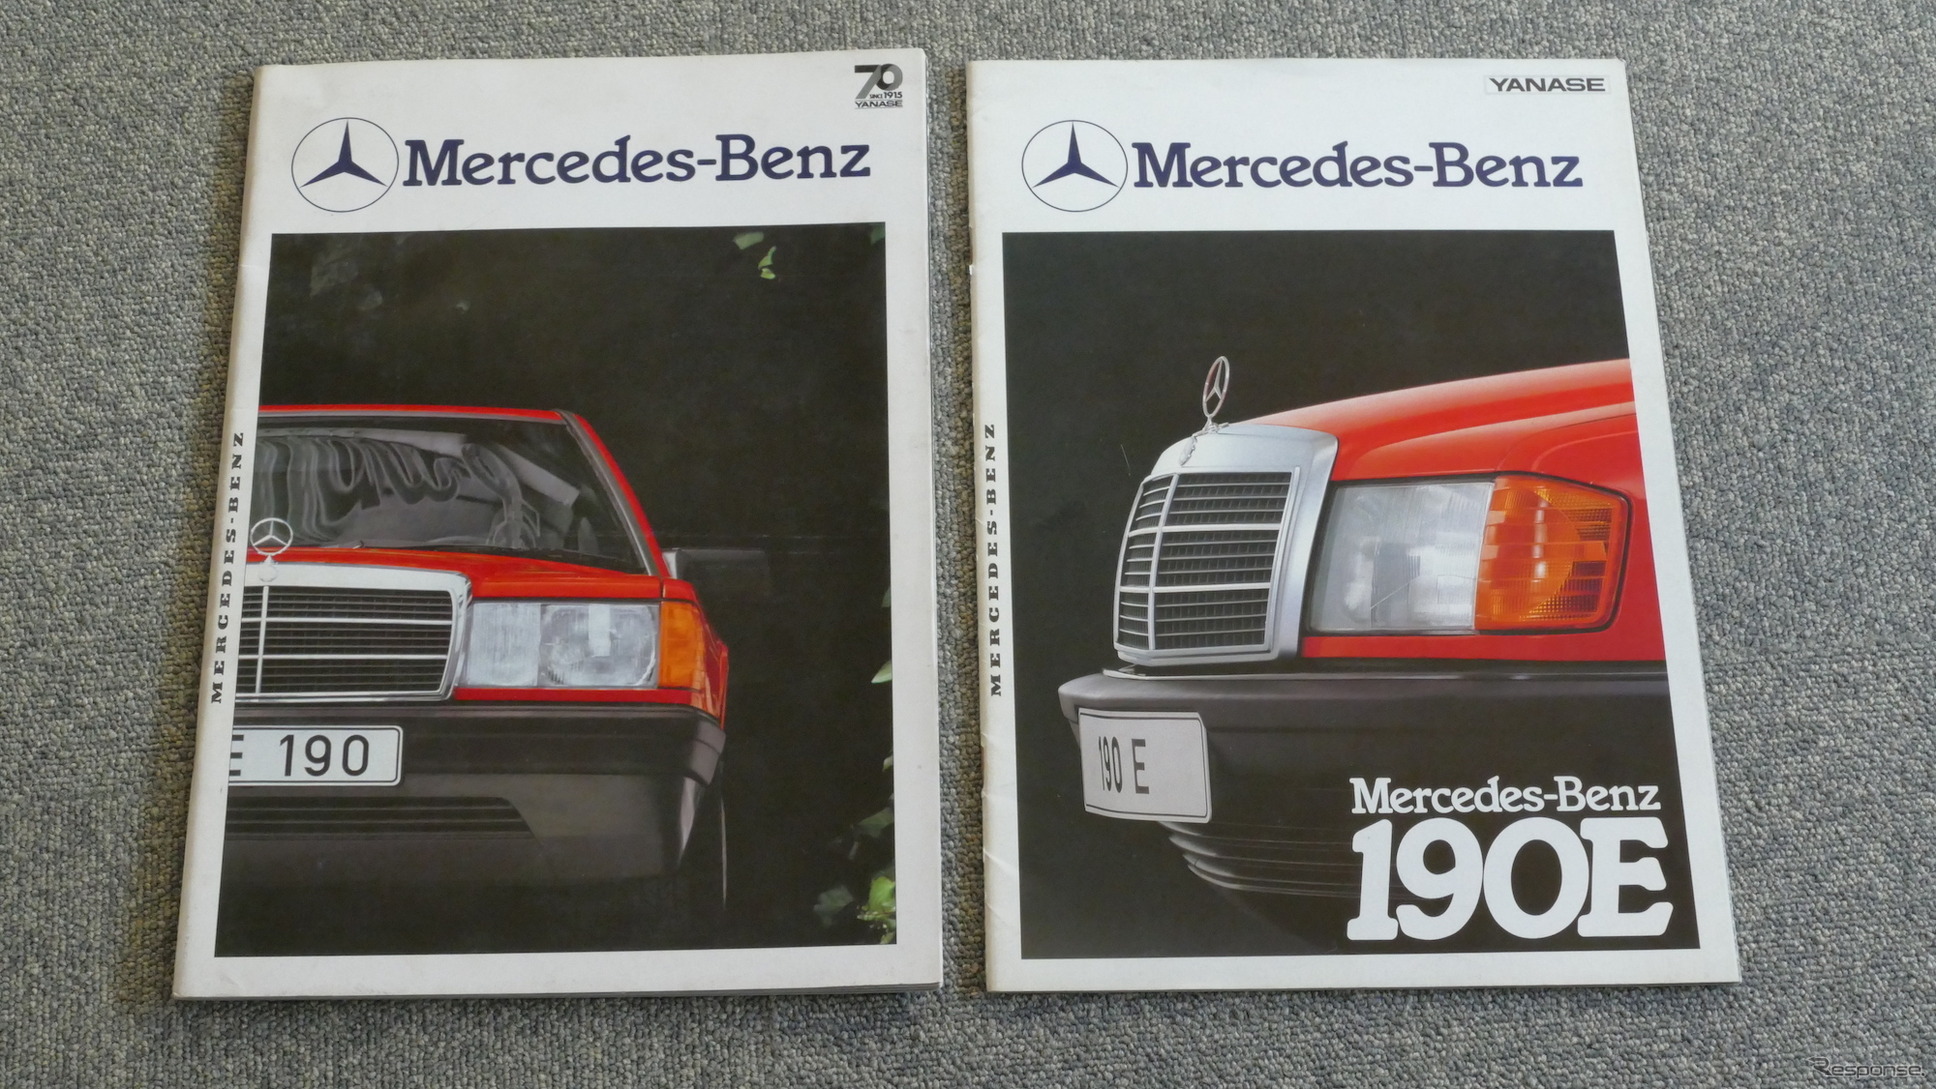 70
SINCE 1915
YANASE
Mercedes-Benz
MERCEDES-BENZ
E 190
YANASE
Mercedes-Benz
MERCEDES-BENZ
190 E
Mercedes-Benz
190E
Response.